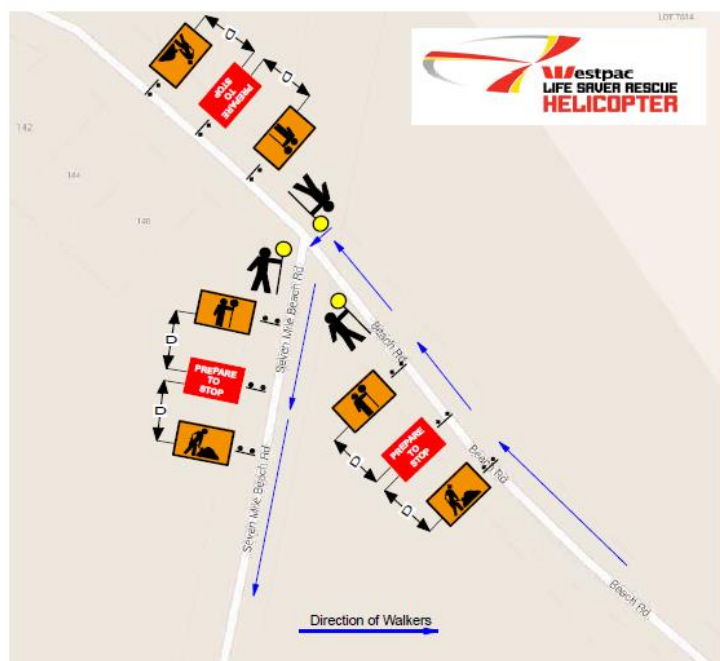 LOT 7014
Westpac
LIFE SAVER RESCUE
HELICOPTER
D
PREPARE
TO
STOP
D
142
144
146
Seven Mile Beach Rd
Beach Rd
D
PREPARE
TO
STOP
D
Seven Mile Beach Rd
Beach Rd
PREPARE
TO
STOP
D
D
Beach Rd
Direction of Walkers